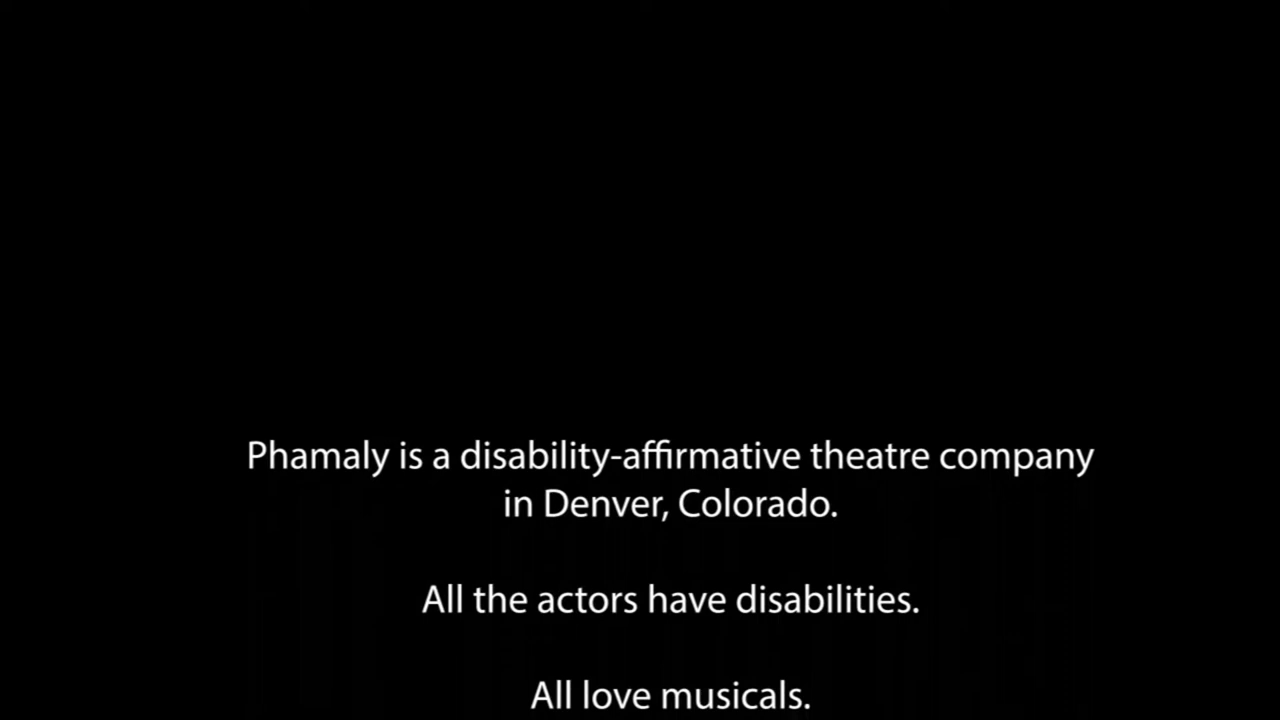 Phamaly is a disability-affirmative theatre company
in Denver, Colorado.
All the actors have disabilities.
All love musicals.